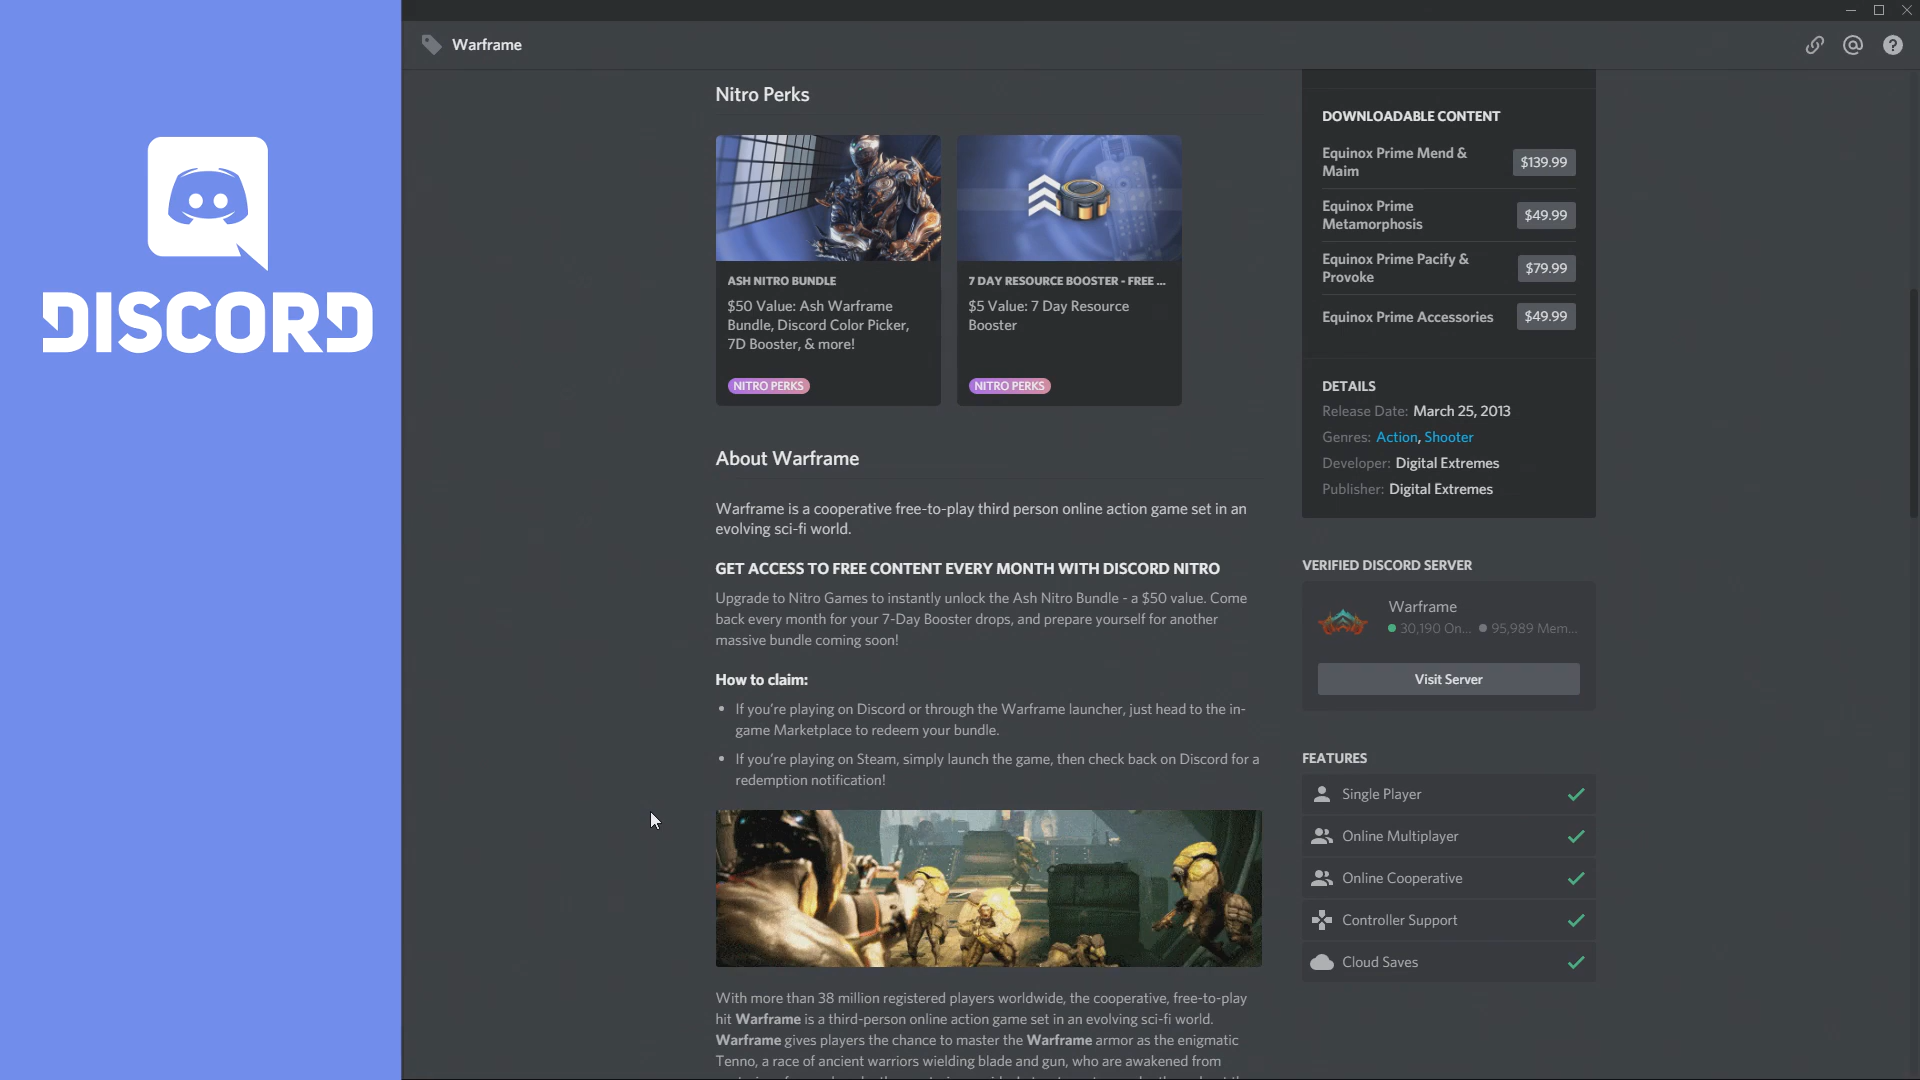 DISCORD
Warframe
Nitro Perks
ASH NITRO BUNDLE
$50 Value: Ash Warframe
Bundle, Discord Color Picker,
7D Booster, & more!
NITRO PERKS
7 DAY RESOURCE BOOSTER - FREE ...
$5 Value: 7 Day Resource
Booster
NITRO PERKS
About Warframe
Warframe is a cooperative free-to-play third person online action game set in an
evolving sci-fi world.
GET ACCESS TO FREE CONTENT EVERY MONTH WITH DISCORD NITRO
Upgrade to Nitro Games to instantly unlock the Ash Nitro Bundle - a $50 value. Come
back every month for your 7-Day Booster drops, and prepare yourself for another
massive bundle coming soon!
How to claim:
• If you're playing on Discord or through the Warframe launcher, just head to the in-
game Marketplace to redeem your bundle.
• If you're playing on Steam, simply launch the game, then check back on Discord for a
redemption notification!
With more than 38 million registered players worldwide, the cooperative, free-to-play
hit Warframe is a third-person online action game set in an evolving sci-fi world.
Warframe gives players the chance to master the Warframe armor as the enigmatic
Tenno, a race of ancient warriors wielding blade and gun, who are awakened from
DOWNLOADABLE CONTENT
Equinox Prime Mend &
Maim
$139.99
Equinox Prime
Metamorphosis
$49.99
Equinox Prime Pacify &
Provoke
$79.99
Equinox Prime Accessories
$49.99
DETAILS
Release Date: March 25, 2013
Genres: Action, Shooter
Developer: Digital Extremes
Publisher: Digital Extremes
VERIFIED DISCORD SERVER
Warframe
30,190 On... 95,989 Mem...
Visit Server
FEATURES
Single Player
Online Multiplayer
Online Cooperative
Controller Support
Cloud Saves